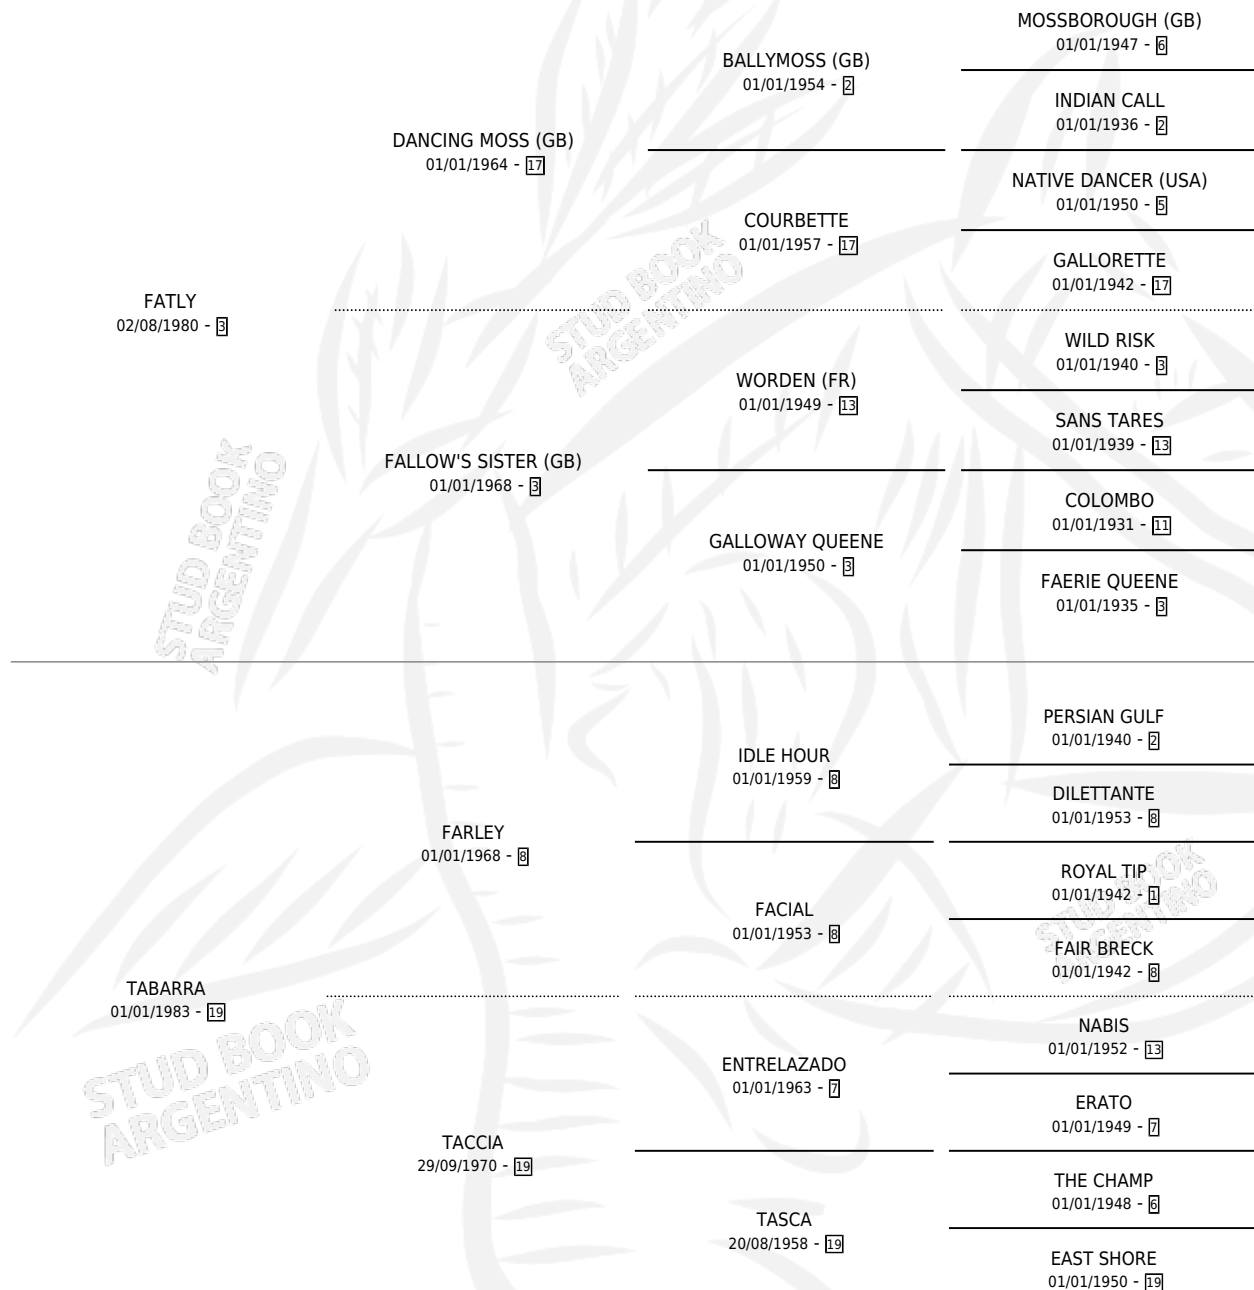 MOSSBOROUGH (GB)
01/01/1947 - 6
BALLYMOSS (GB)
01/01/1954 - 2
INDIAN CALL
01/01/1936 - 2
DANCING MOSS (GB)
01/01/1964 - 17
NATIVE DANCER (USA)
01/01/1950 - 5
COURBETTE
01/01/1957 - 17
GALLORETTE
01/01/1942 - 17
FATLY
02/08/1980 - 3
WILD RISK
01/01/1940 - 3
WORDEN (FR)
01/01/1949 - 13
SANS TARES
01/01/1939 - 13
FALLOW'S SISTER (GB)
01/01/1968 - 3
COLOMBO
01/01/1931 - 11
GALLOWAY QUEENE
01/01/1950 - 3
FAERIE QUEENE
01/01/1935 - 3
PERSIAN GULF
01/01/1940 - 2
IDLE HOUR
01/01/1959 - 8
DILETTANTE
01/01/1953 - 8
FARLEY
01/01/1968 - 8
ROYAL TIP
01/01/1942 - 1
FACIAL
01/01/1953 - 8
FAIR BRECK
01/01/1942 - 8
TABARRA
01/01/1983 - 19
NABIS
01/01/1952 - 13
ENTRELAZADO
01/01/1963 - 7
ERATO
01/01/1949 - 7
TACCIA
29/09/1970 - 19
THE CHAMP
01/01/1948 - 6
TASCA
20/08/1958 - 19
EAST SHORE
01/01/1950 - 19
STUD BOOK
ARGENTINO
STUD BOOK
ARGENTINO
STUD BOOK
ARGENTINO
STUD BOOK
ARGENTINO